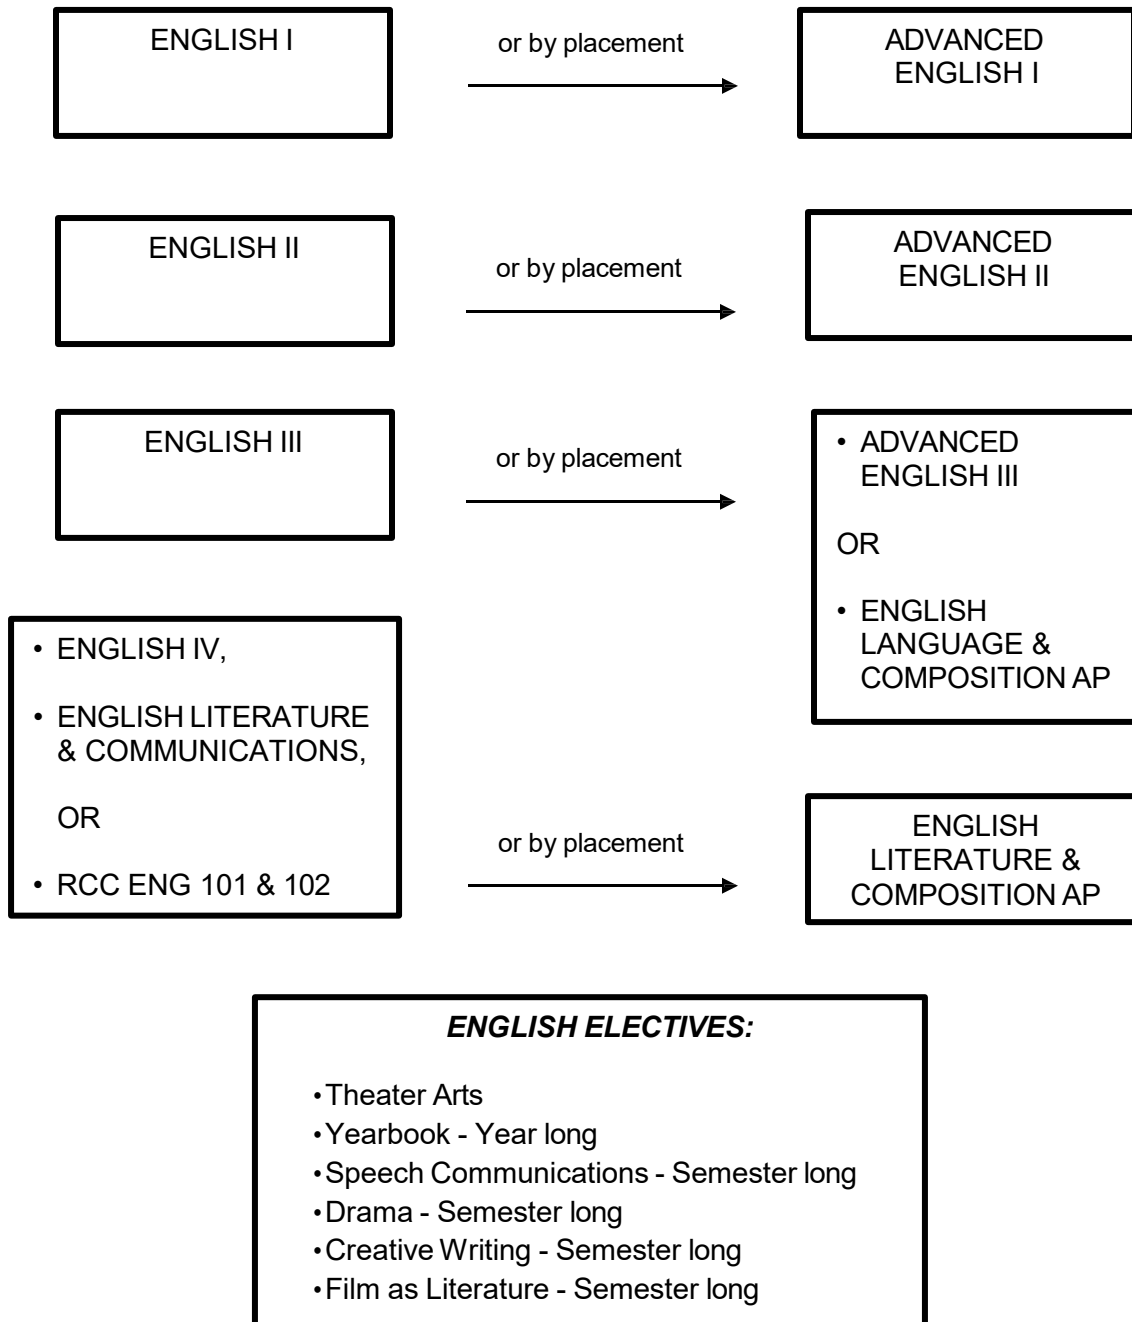 ENGLISH I
or by placement
ADVANCED
ENGLISH I
ENGLISH II
or by placement
ADVANCED
ENGLISH II
ENGLISH III
or by placement
• ADVANCED
ENGLISH III
OR
• ENGLISH
LANGUAGE &
COMPOSITION AP
• ENGLISH IV,
• ENGLISH LITERATURE
& COMMUNICATIONS,
OR
• RCC ENG 101 & 102
or by placement
ENGLISH
LITERATURE &
COMPOSITION AP
ENGLISH ELECTIVES:
•Theater Arts
•Yearbook - Year long
•Speech Communications - Semester long
•Drama - Semester long
•Creative Writing - Semester long
•Film as Literature - Semester long